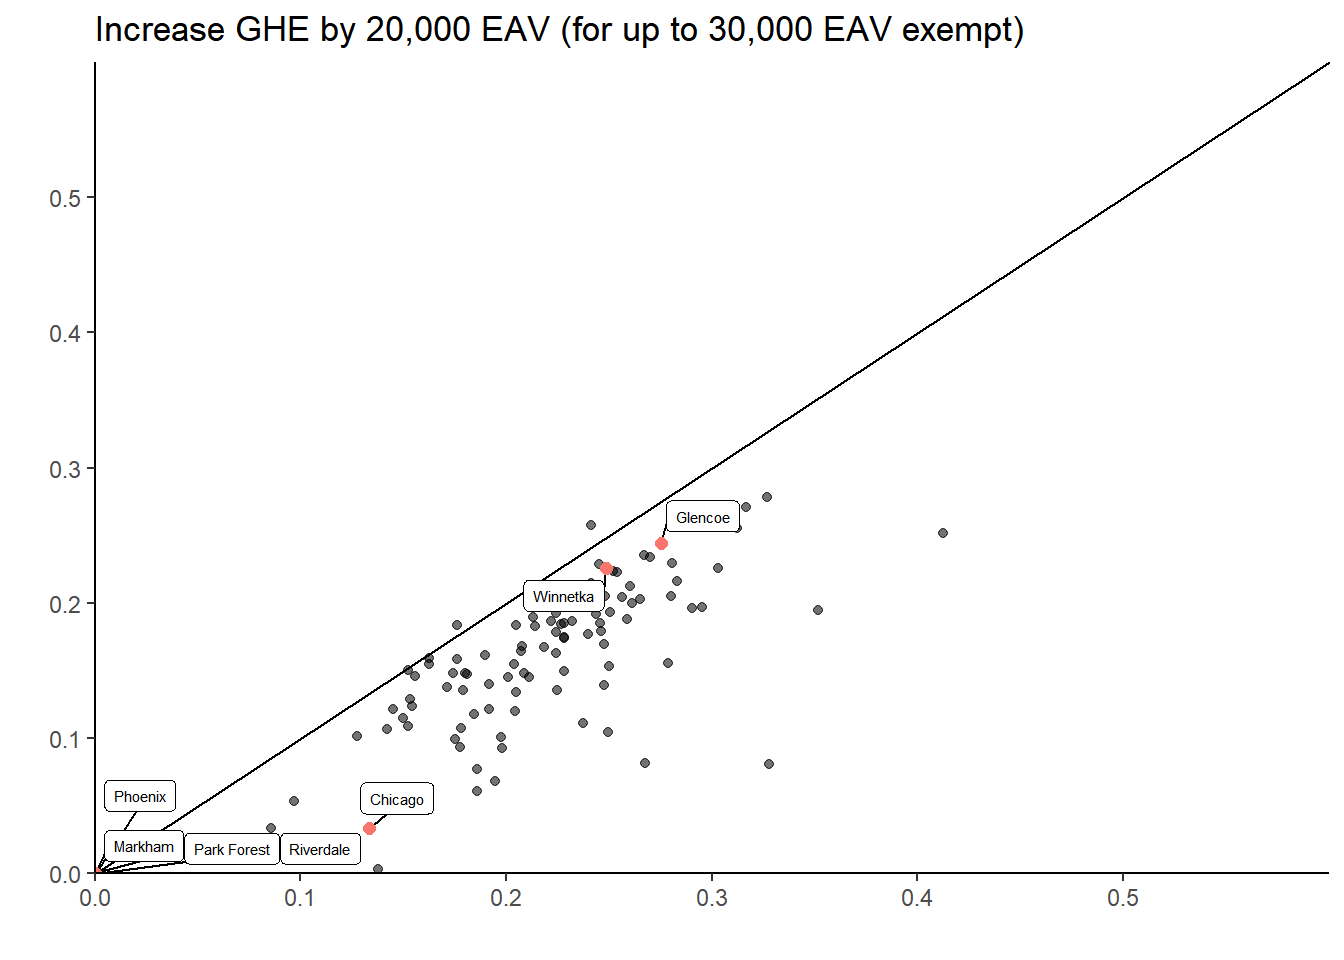 Increase GHE by 20,000 EAV (for up to 30,000 EAV exempt)
0.5
0.4
0.3
Glencoe
0.2
Winnetka
0.1
Phoenix
Chicago
Markham
Park Forest
Riverdale
0.0
0.0 0.1 0.2 0.3 0.4 0.5